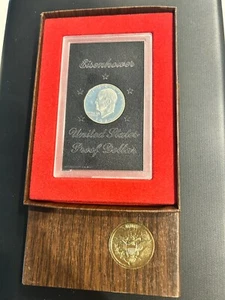 Eisenhower
United States
Proof Dollar